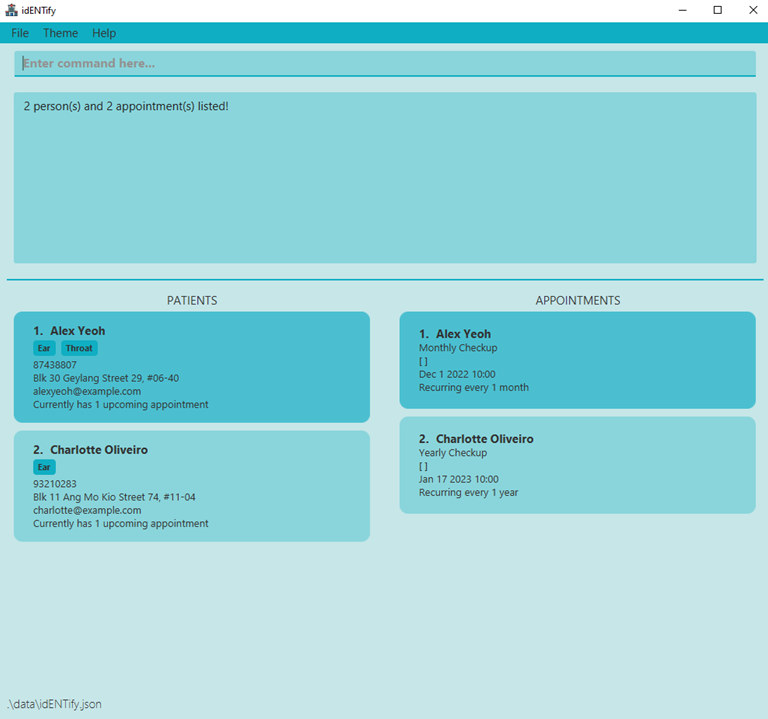 idENTify
File Theme Help
Enter command here...
2 person(s) and 2 appointment(s) listed!
PATIENTS
1. Alex Yeoh
Ear Throat
87438807
Blk 30 Geylang Street 29, #06-40
alexyeoh@example.com
Currently has 1 upcoming appointment
2. Charlotte Oliveiro
Ear
93210283
Blk 11 Ang Mo Kio Street 74, #11-04
charlotte@example.com
Currently has 1 upcoming appointment
APPOINTMENTS
1. Alex Yeoh
Monthly Checkup
[ ]
Dec 1 2022 10:00
Recurring every 1 month
2. Charlotte Oliveiro
Yearly Checkup
[ ]
Jan 17 2023 10:00
Recurring every 1 year
.\data\idENTify.json